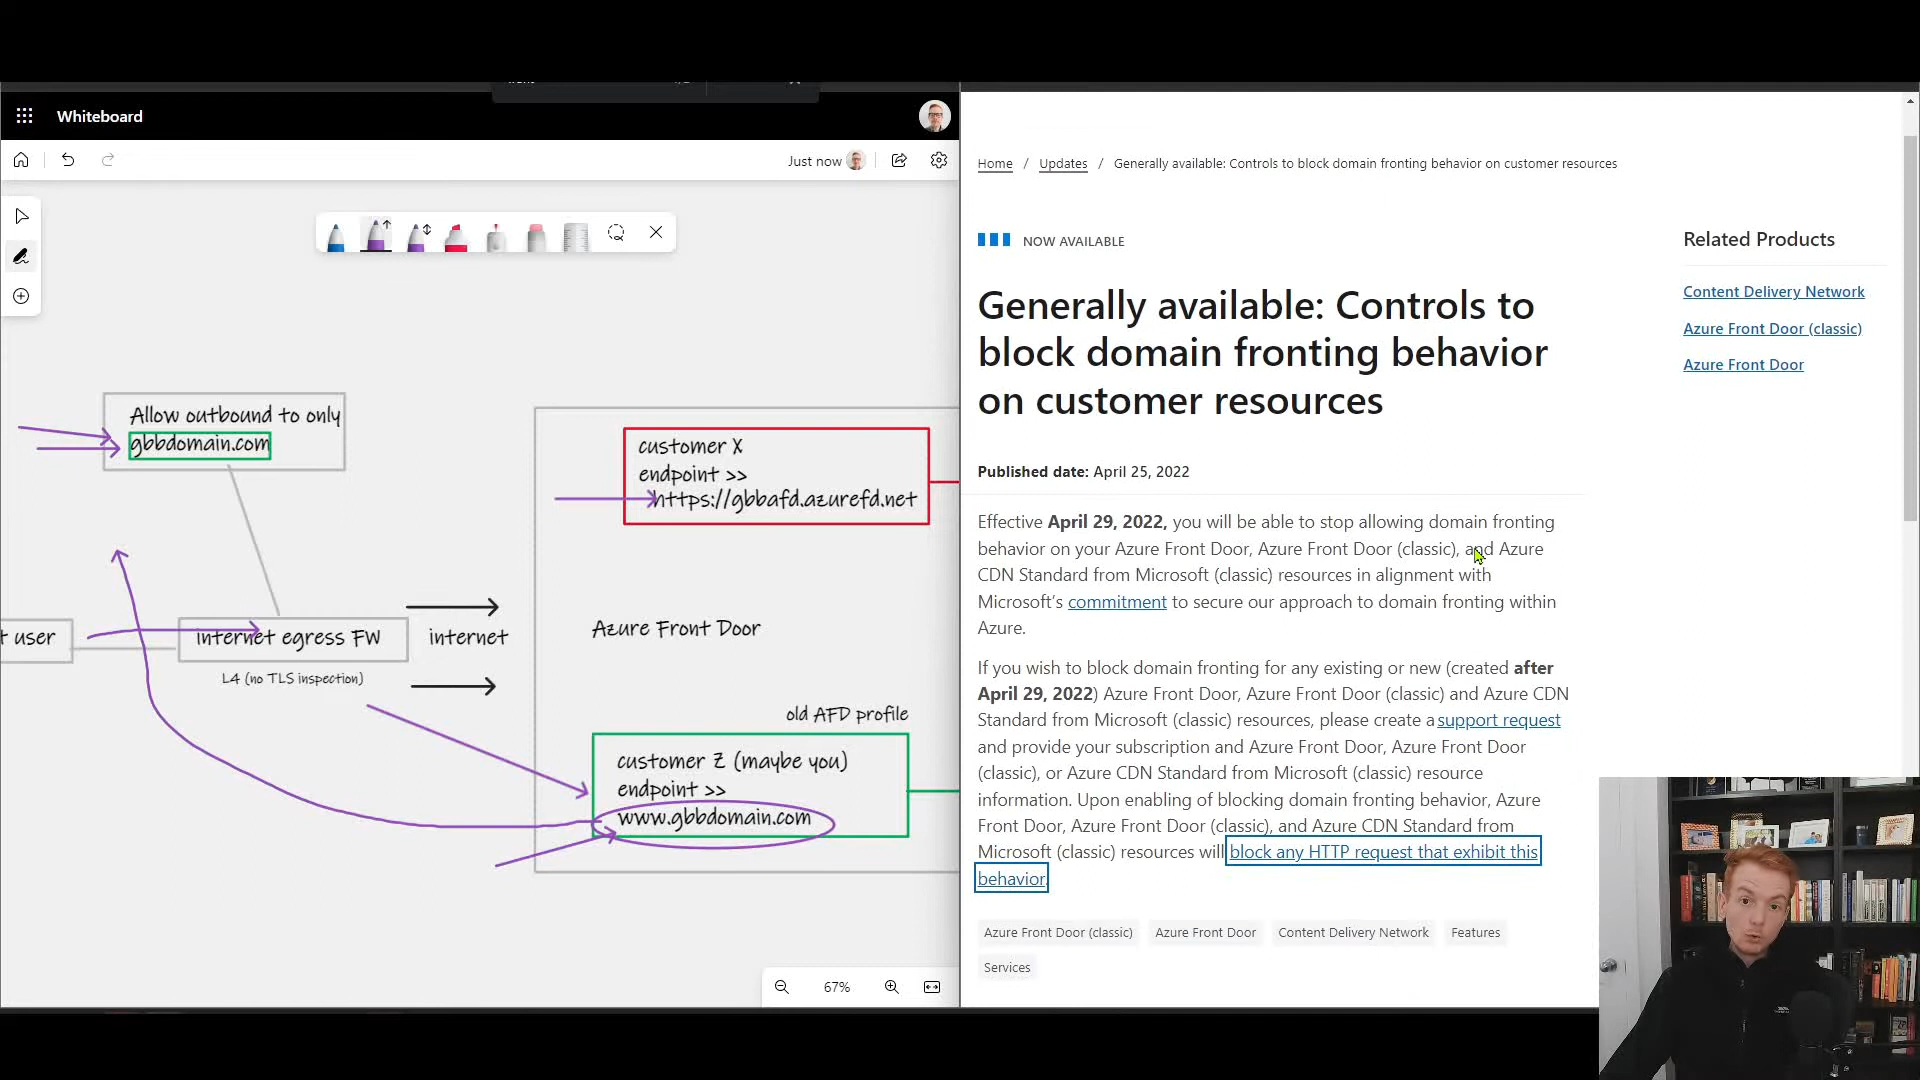 Whiteboard
Just now
Allow outbound to only
gbbdomain.com
customer X
endpoint >>
https://gbbafd.azurefd.net
t user
internet egress FW
internet
L4 (no TLS inspection)
Azure Front Door
old AFD profile
customer Z (maybe you)
endpoint >>
www.gbbdomain.com
67%
Home / Updates / Generally available: Controls to block domain fronting behavior on customer resources
NOW AVAILABLE
Generally available: Controls to
block domain fronting behavior
on customer resources
Published date: April 25, 2022
Effective April 29, 2022, you will be able to stop allowing domain fronting
behavior on your Azure Front Door, Azure Front Door (classic), and Azure
CDN Standard from Microsoft (classic) resources in alignment with
Microsoft's commitment to secure our approach to domain fronting within
Azure.
If you wish to block domain fronting for any existing or new (created after
April 29, 2022) Azure Front Door, Azure Front Door (classic) and Azure CDN
Standard from Microsoft (classic) resources, please create a support request
and provide your subscription and Azure Front Door, Azure Front Door
(classic), or Azure CDN Standard from Microsoft (classic) resource
information. Upon enabling of blocking domain fronting behavior, Azure
Front Door, Azure Front Door (classic), and Azure CDN Standard from
Microsoft (classic) resources will block any HTTP request that exhibit this
behavior.
Azure Front Door (classic)
Azure Front Door
Content Delivery Network
Features
Services
Related Products
Content Delivery Network
Azure Front Door (classic)
Azure Front Door